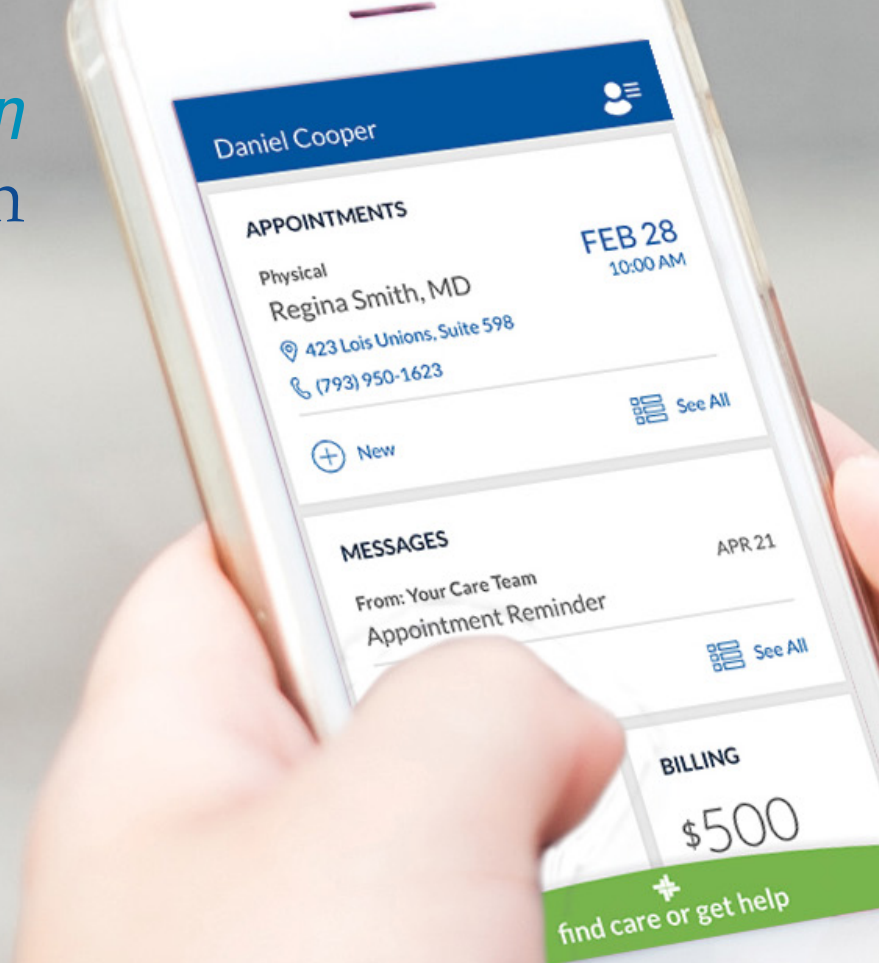 n
n
Daniel Cooper
APPOINTMENTS
Physical
Regina Smith, MD
FEB 28
10:00 AM
423 Lois Unions, Suite 598
(793) 950-1623
New
See All
MESSAGES
From: Your Care Team
APR 21
Appointment Reminder
See All
BILLING
$500
find care or get help